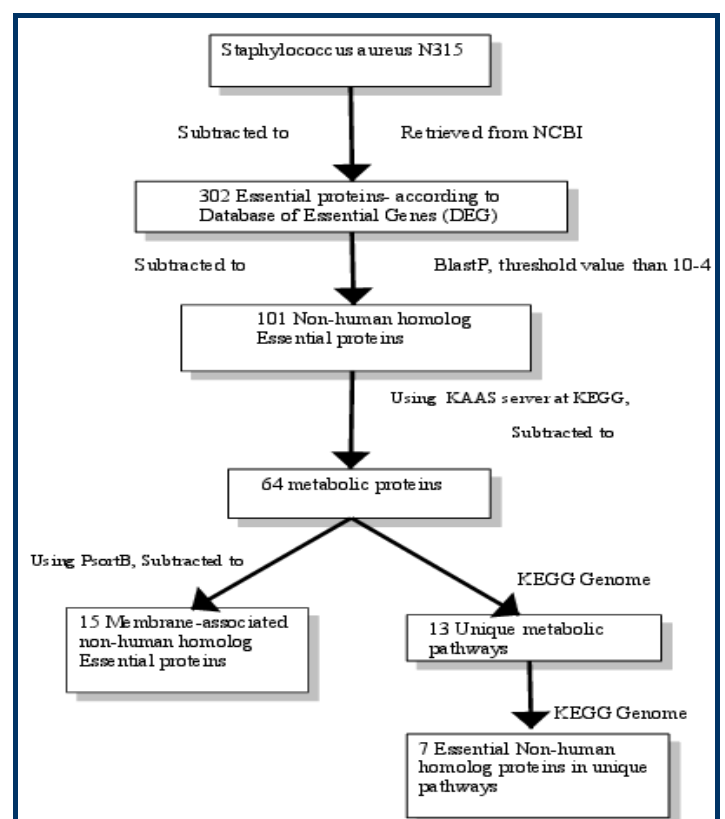 Staphylococcus aureus N315
Subtracted to
Retrieved from NCBI
302 Essential proteins- according to
Database of Essential Genes (DEG)
Subtracted to
BlastP, threshold value than 10-4
101 Non-human homolog
Essential proteins
Using KAAS server at KEGG,
Subtracted to
64 metabolic proteins
Using PsortB, Subtracted to
KEGG Genome
15 Membrane-associated
non-human homolog
Essential proteins
13 Unique metabolic
pathways
KEGG Genome
7 Essential Non-human
homolog proteins in unique
pathways